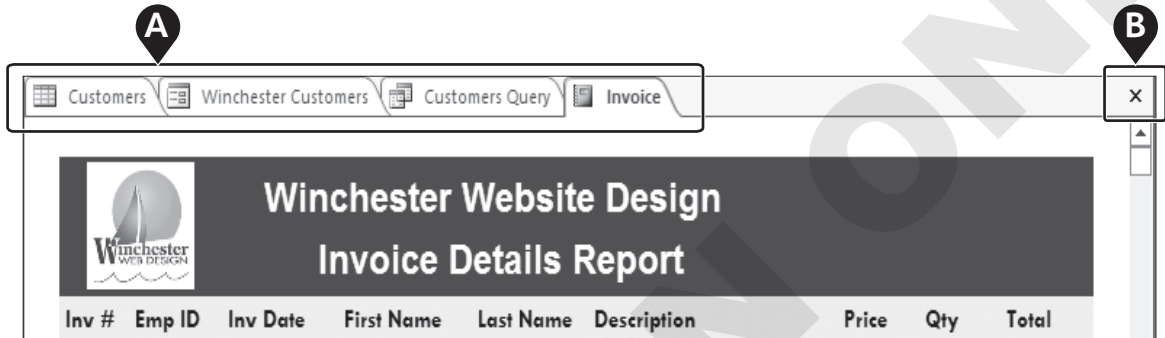 A
B
Customers Winchester Customers Customers Query Invoice
×
Winchester Website Design
Invoice Details Report
Winchester
WEB DESIGN
Inv # Emp ID Inv Date First Name Last Name Description Price Qty Total